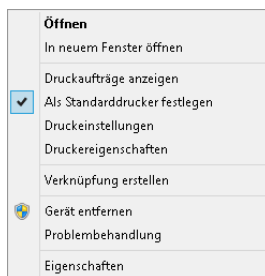 Öffnen
In neuem Fenster öffnen
Druckaufträge anzeigen
Als Standarddrucker festlegen
Druckeinstellungen
Druckereigenschaften
Verknüpfung erstellen
Gerät entfernen
Problembehandlung
Eigenschaften